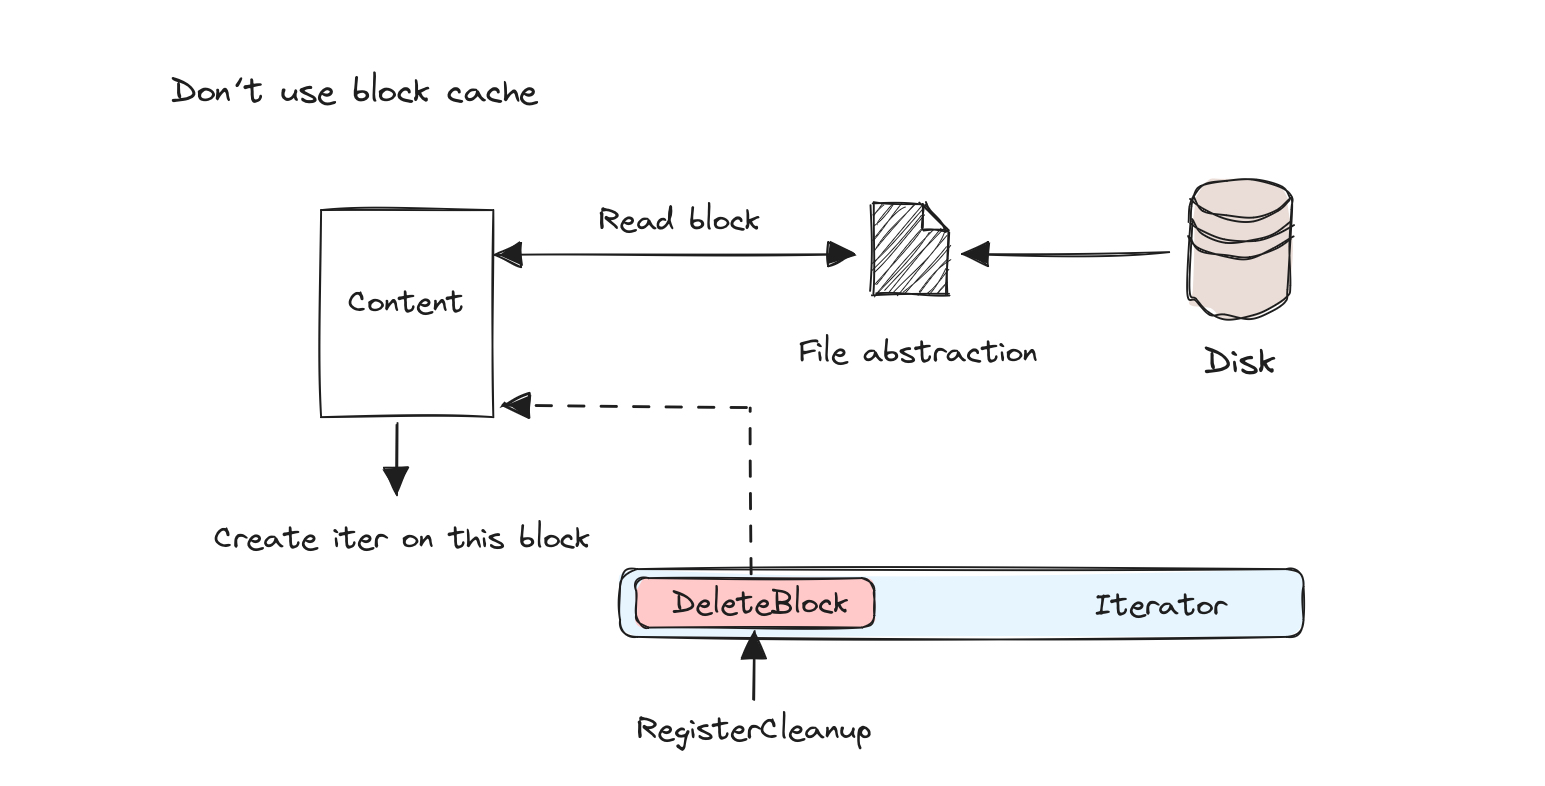 Don't use block cache
Read block
Content
File abstraction
Disk
Create iter on this block
DeleteBlock
Iterator
RegisterCleanup